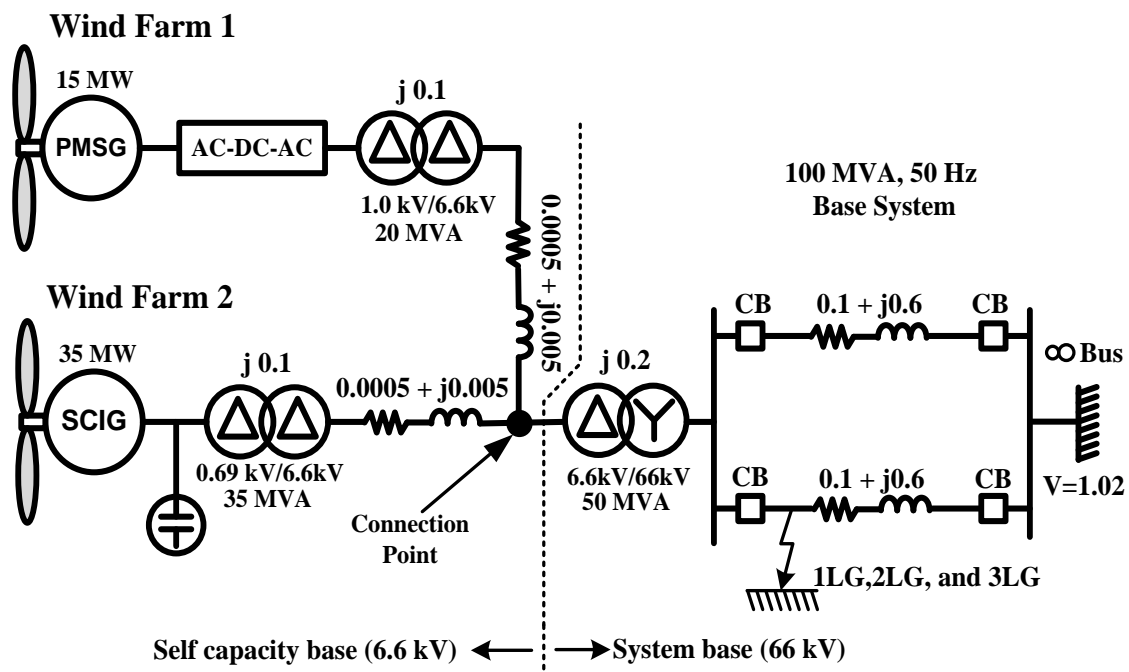 Wind Farm 1
15 MW
PMSG
AC-DC-AC
j 0.1
1.0 kV/6.6kV
20 MVA
0.0005 + j0.005
100 MVA, 50 Hz
Base System
Wind Farm 2
35 MW
SCIG
j 0.1
0.69 kV/6.6kV
35 MVA
0.0005 + j0.005
Connection
Point
j 0.2
6.6kV/66kV
50 MVA
CB
0.1 + j0.6
CB
CB
0.1 + j0.6
CB
∞ Bus
V=1.02
1LG,2LG, and 3LG
Self capacity base (6.6 kV)
System base (66 kV)